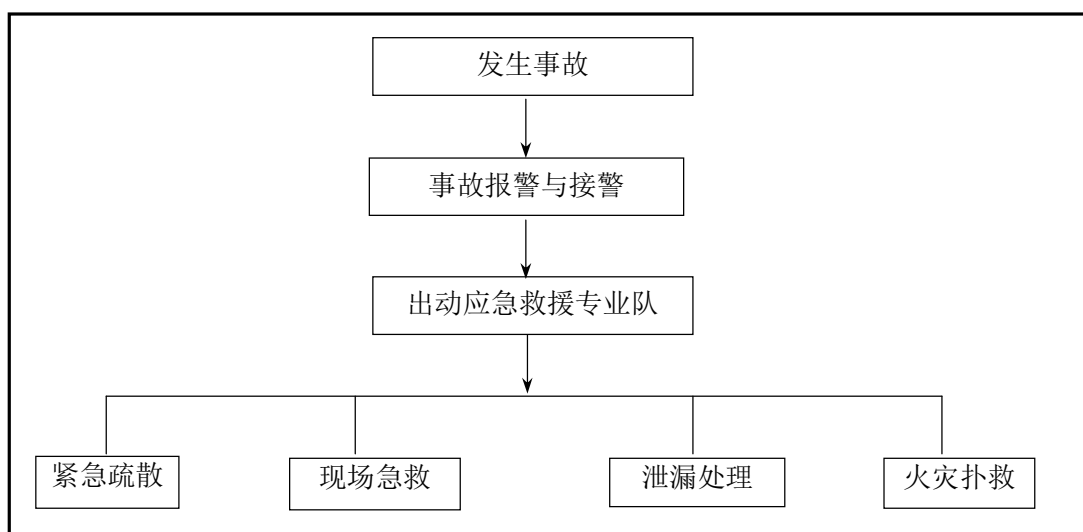 发生事故
事故报警与接警
出动应急救援专业队
紧急疏散
现场急救
泄漏处理
火灾扑救